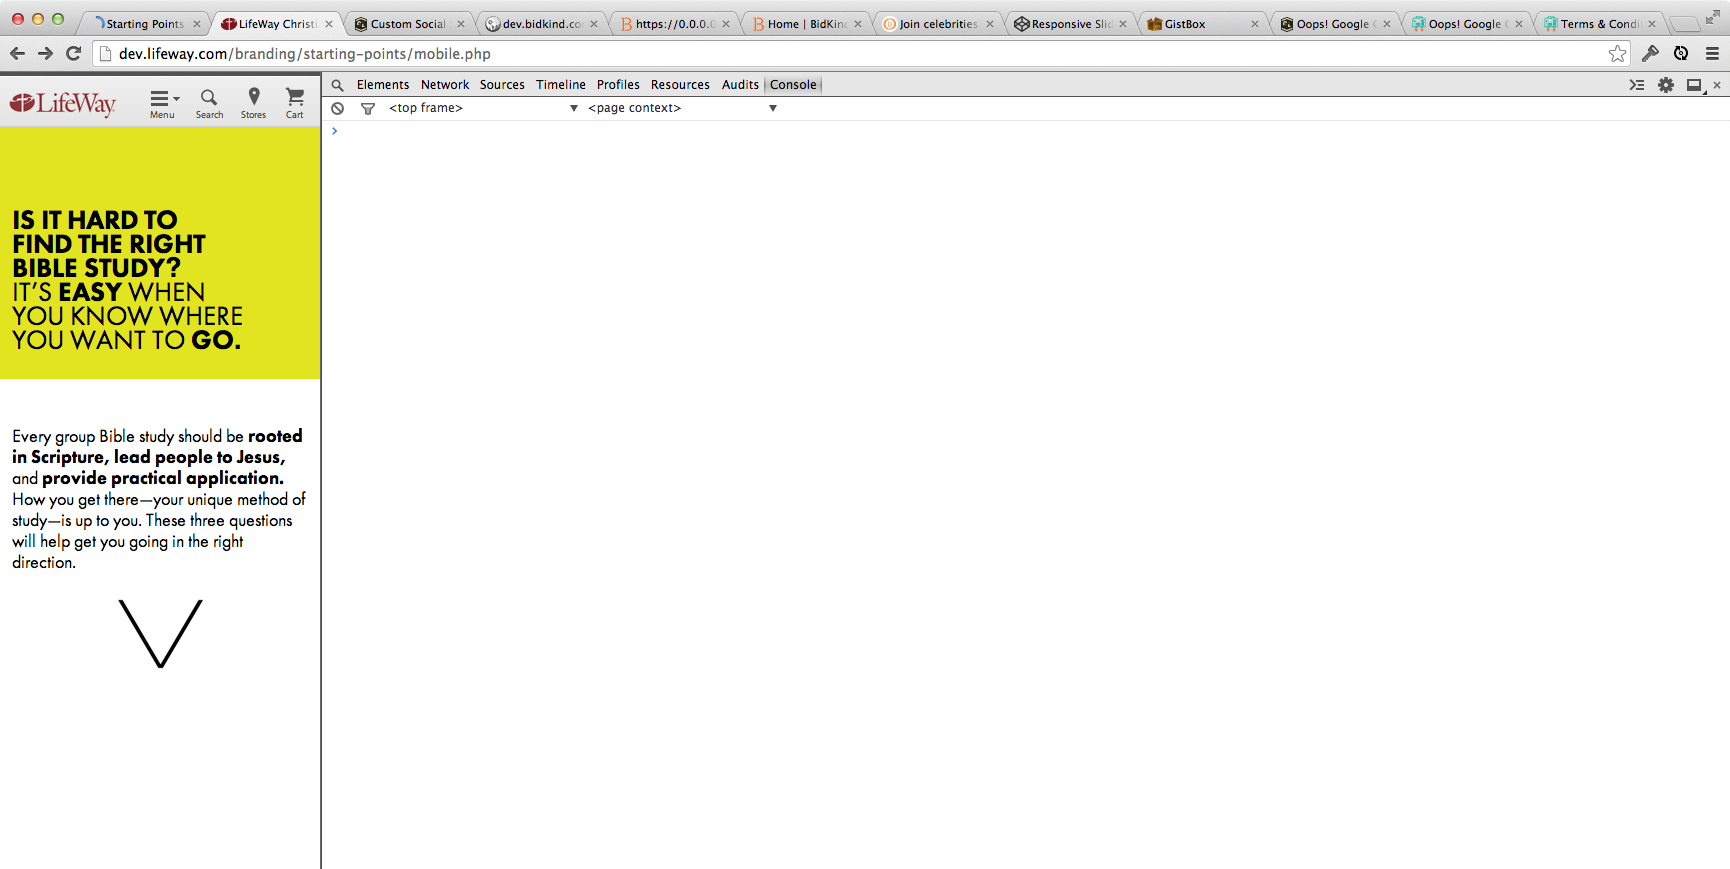 Starting Points
LifeWay Christi
Custom Social
dev.bidkind.co
https://0.0.0.0
Home | BidKind
Join celebrities
Responsive Slid
GistBox
Oops! Google C
Oops! Google C
Terms & Condi
dev.lifeway.com/branding/starting-points/mobile.php
LifeWay
Menu
Search
Stores
Cart
Elements Network Sources Timeline Profiles Resources Audits Console
<top frame> <page context>
IS IT HARD TO
FIND THE RIGHT
BIBLE STUDY?
IT'S EASY WHEN
YOU KNOW WHERE
YOU WANT TO GO.
Every group Bible study should be rooted
in Scripture, lead people to Jesus,
and provide practical application.
How you get there—your unique method of
study—is up to you. These three questions
will help get you going in the right
direction.